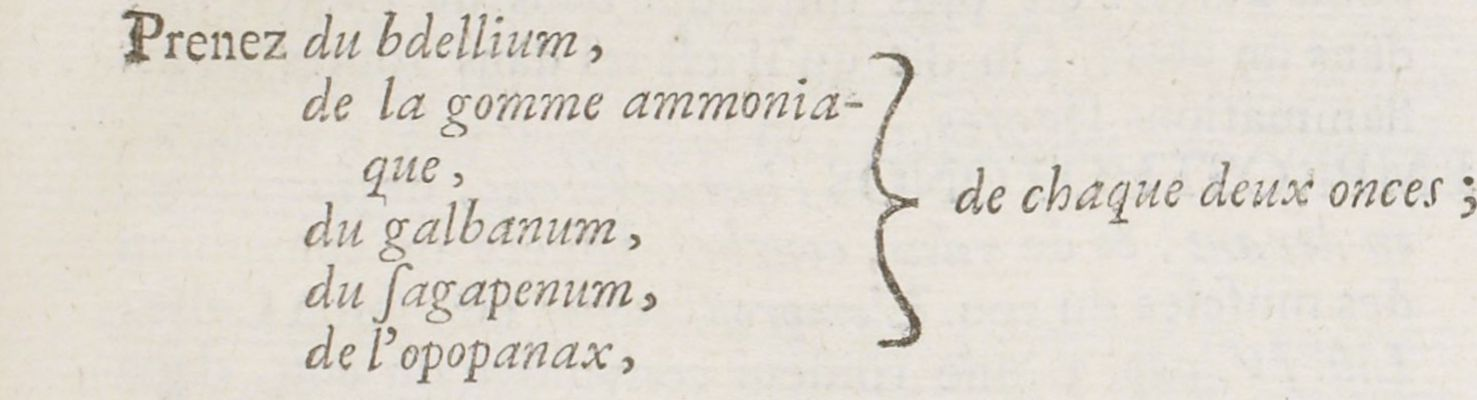 Prenez du bdellium,
de la gomme ammonia-
que,
du galbanum,
du ſagapenum,
de l'opopanax,
de chaque deux onces ;